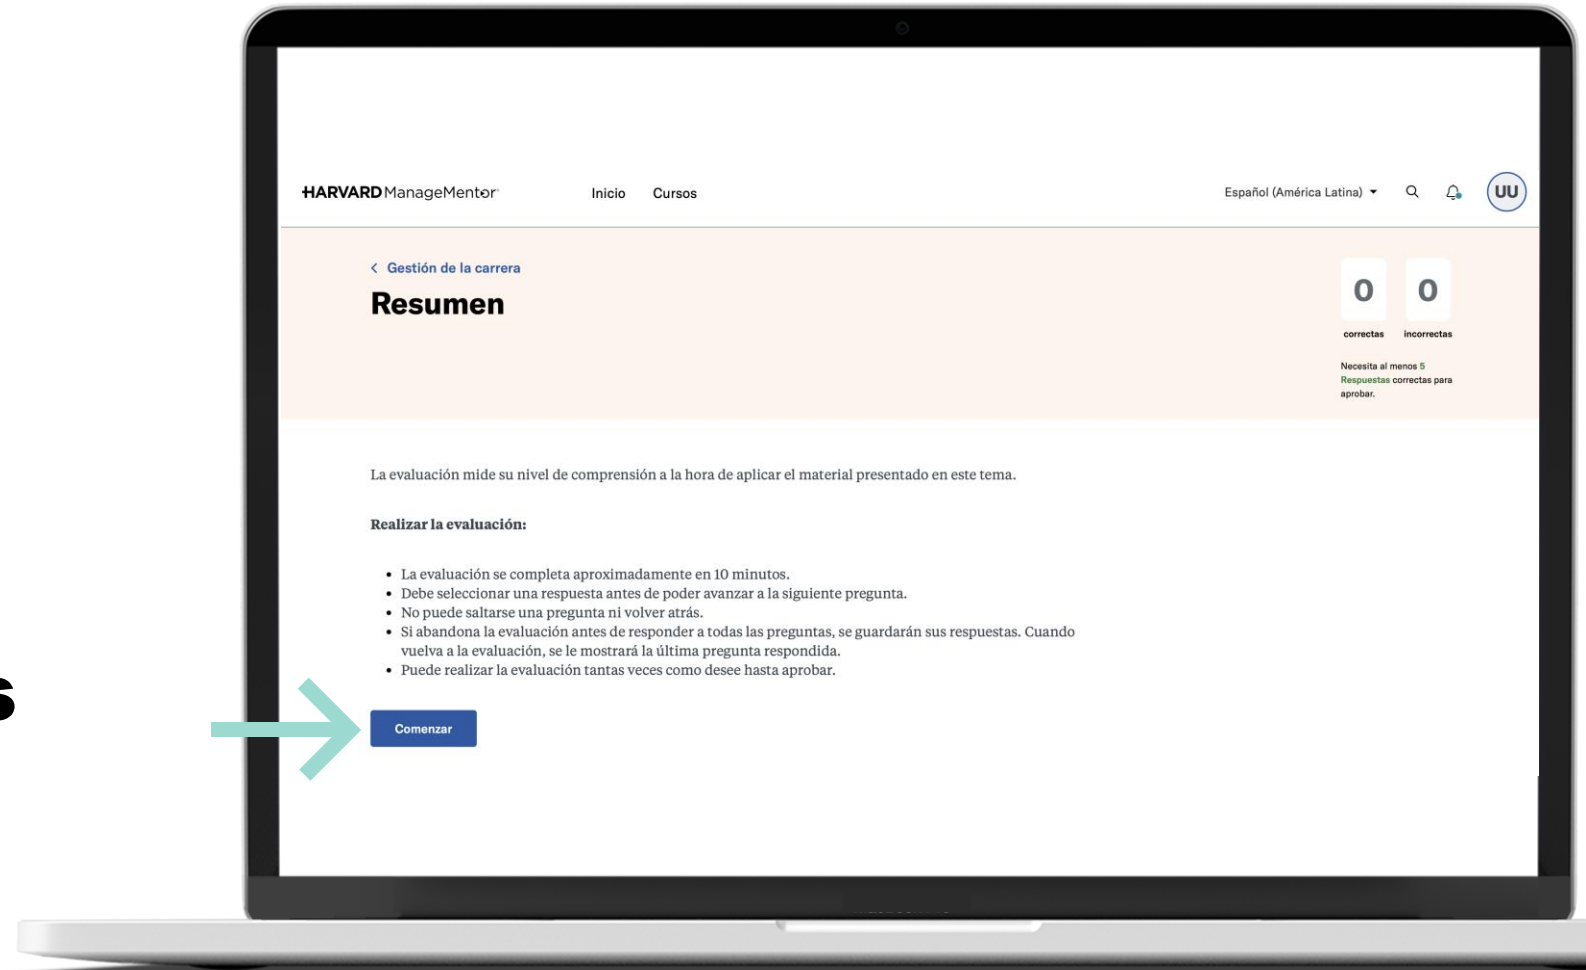 HARVARD ManageMentor
Inicio Cursos
Español (América Latina)
UU
Gestión de la carrera
Resumen
0 0
correctas incorrectas
Necesita al menos 5
Respuestas correctas para
aprobar.
La evaluación mide su nivel de comprensión a la hora de aplicar el material presentado en este tema.
Realizar la evaluación:
• La evaluación se completa aproximadamente en 10 minutos.
• Debe seleccionar una respuesta antes de poder avanzar a la siguiente pregunta.
• No puede saltarse una pregunta ni volver atrás.
• Si abandona la evaluación antes de responder a todas las preguntas, se guardarán sus respuestas. Cuando
vuelva a la evaluación, se le mostrará la última pregunta respondida.
• Puede realizar la evaluación tantas veces como desee hasta aprobar.
s
Comenzar